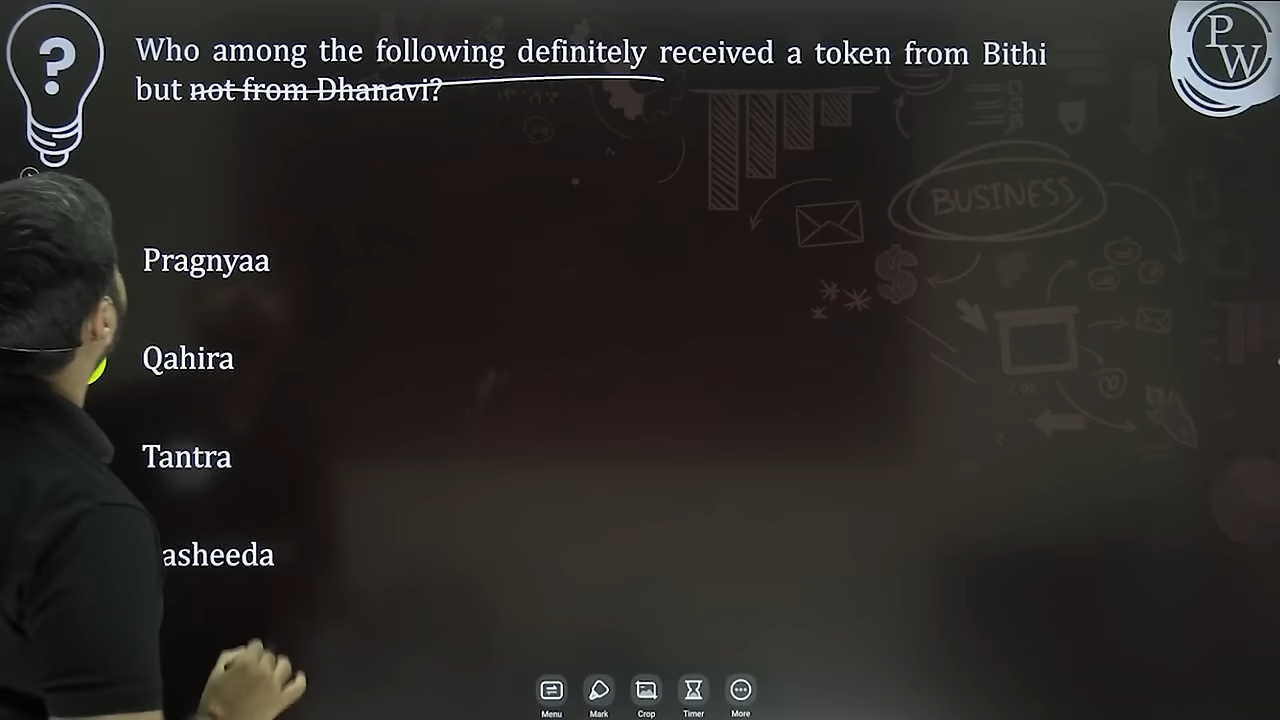 Who among the following definitely received a token from Bithi
but not from Dhanavi?
P
W
BUSINESS
Pragnyaa
Qahira
Tantra
asheeda
Menu Mark Crop Timer More